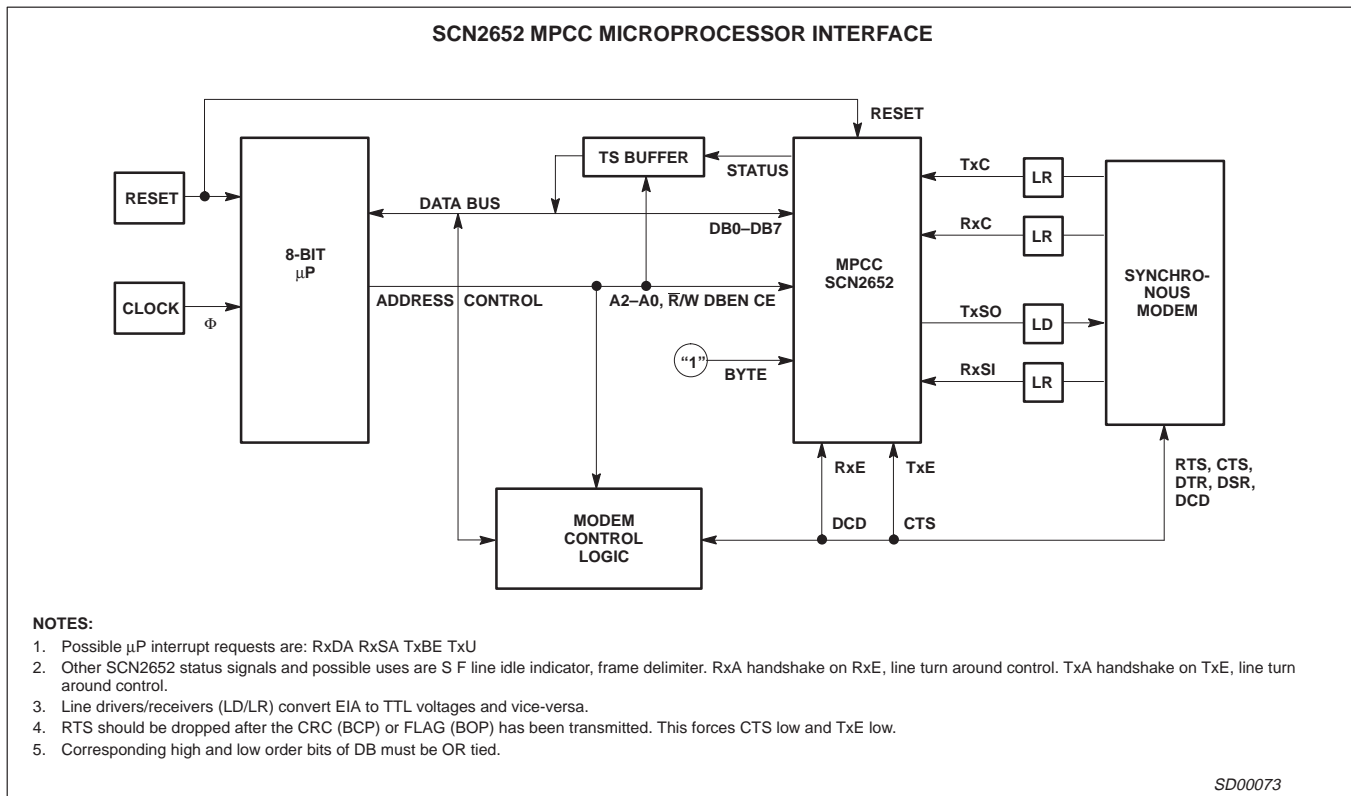 SCN2652 MPCC MICROPROCESSOR INTERFACE
RESET
TS BUFFER
STATUS
TxC
LR
RESET
DATA BUS
DB0–DB7
RxC
LR
8-BIT
μP
MPCC
SCN2652
SYNCHRO-
NOUS
MODEM
CLOCK
Φ
ADDRESS CONTROL
A2–A0, R̅/W DBEN CE
TxSO
LD
“1”
BYTE
RxSI
LR
RxE
TxE
RTS, CTS,
DTR, DSR,
DCD
MODEM
CONTROL
LOGIC
DCD
CTS
NOTES:
1. Possible μP interrupt requests are: RxDA RxSA TxBE TxU
2. Other SCN2652 status signals and possible uses are S F line idle indicator, frame delimiter. RxA handshake on RxE, line turn around control. TxA handshake on TxE, line turn
around control.
3. Line drivers/receivers (LD/LR) convert EIA to TTL voltages and vice-versa.
4. RTS should be dropped after the CRC (BCP) or FLAG (BOP) has been transmitted. This forces CTS low and TxE low.
5. Corresponding high and low order bits of DB must be OR tied.
SD00073